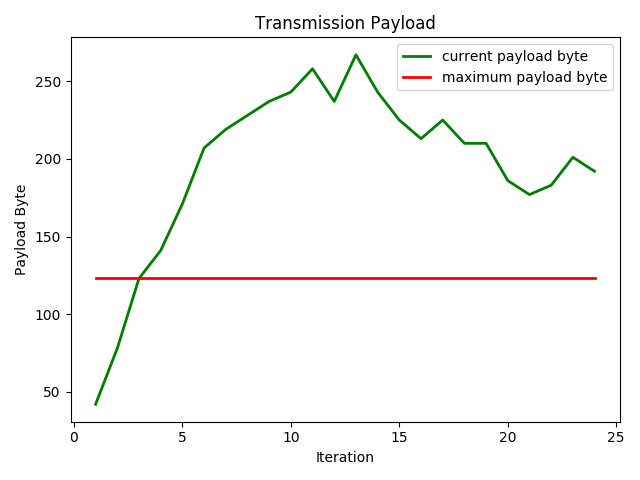 Transmission Payload
current payload byte
maximum payload byte
Payload Byte
250
200
150
100
50
0
5
10
15
20
25
Iteration